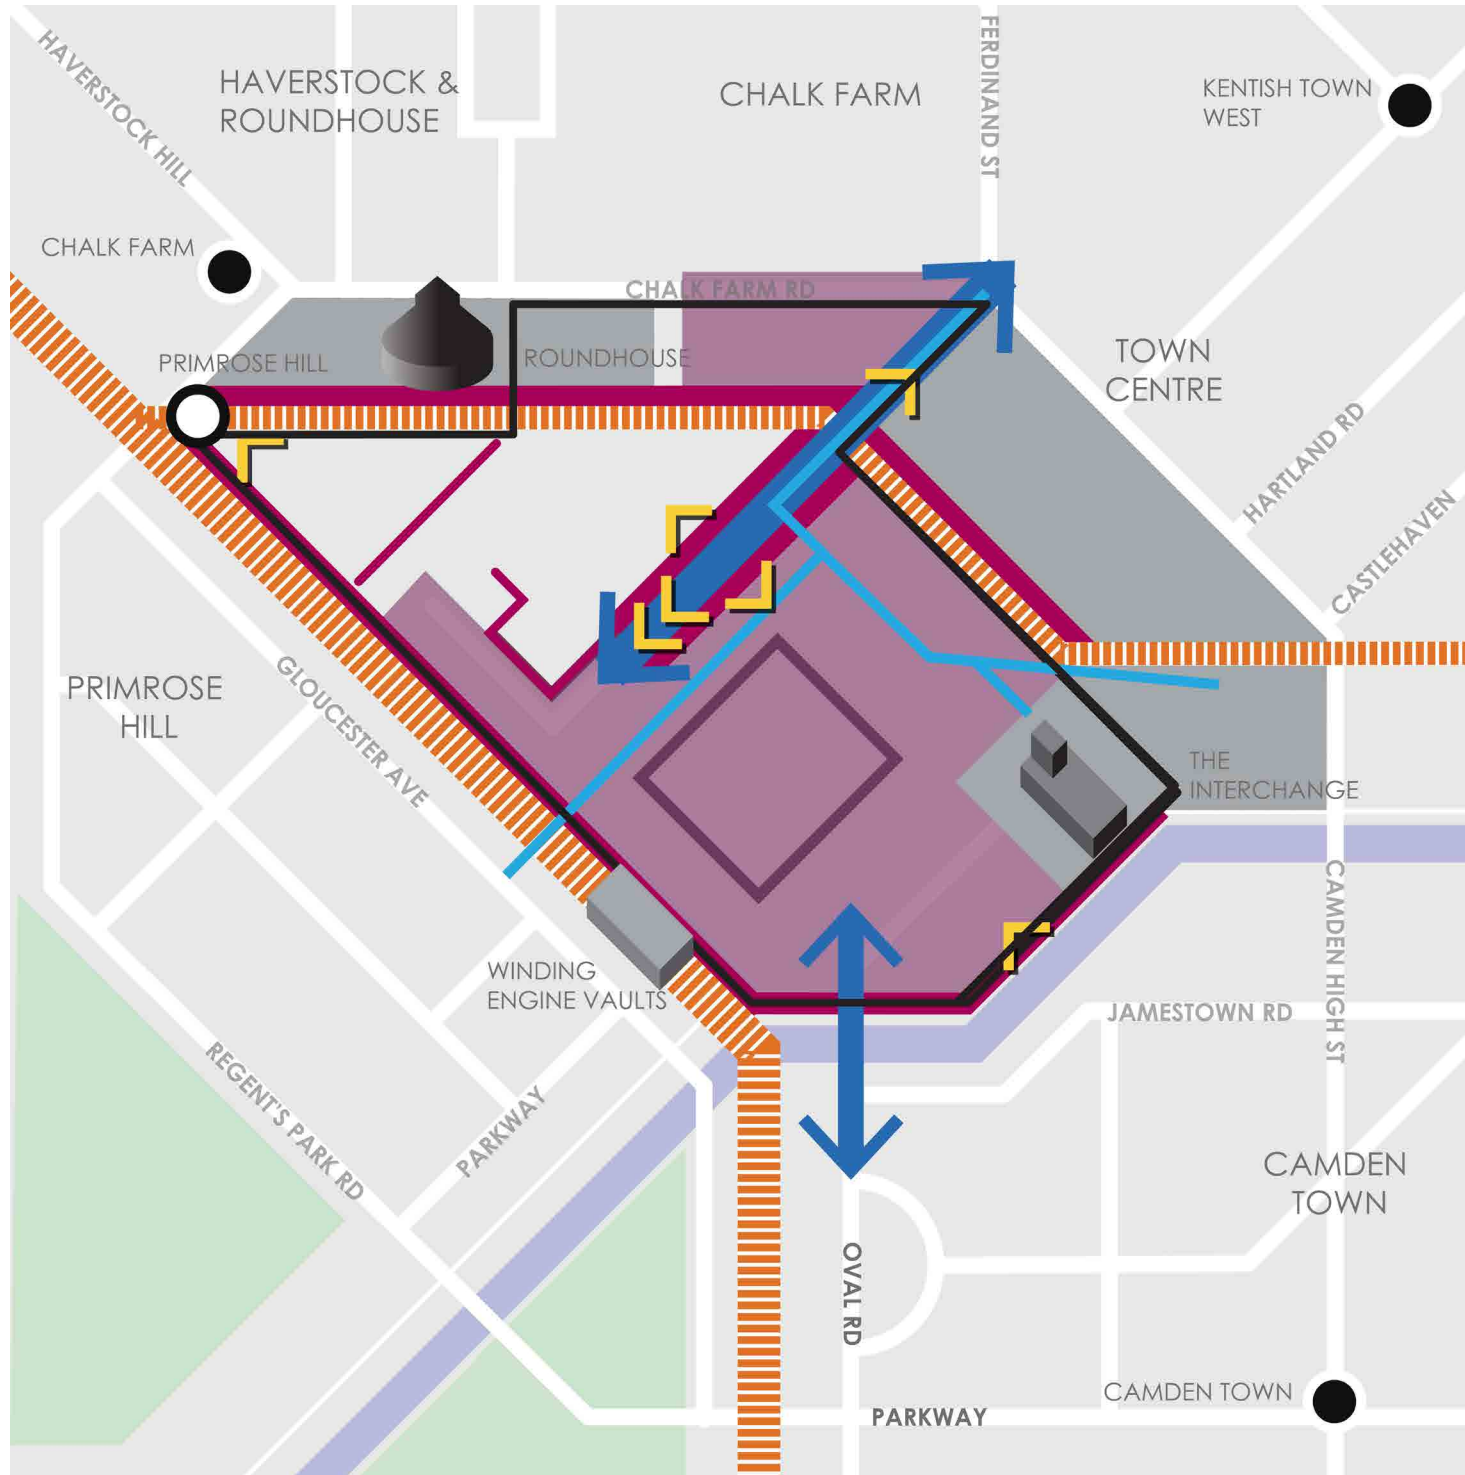 HAVERSTOCK HILL
HAVERSTOCK &
ROUNDHOUSE
CHALK FARM
FERDINAND ST
KENTISH TOWN
WEST
CHALK FARM
CHALK FARM RD
PRIMROSE HILL
ROUNDHOUSE
TOWN
CENTRE
HARTLAND RD
CASTLEHAVEN
PRIMROSE
HILL
GLOUCESTER AVE
THE
INTERCHANGE
WINDING
ENGINE VAULTS
CAMDEN HIGH ST
JAMESTOWN RD
REGENT'S PARK RD
PARKWAY
CAMDEN
TOWN
OVAL RD
CAMDEN TOWN
PARKWAY